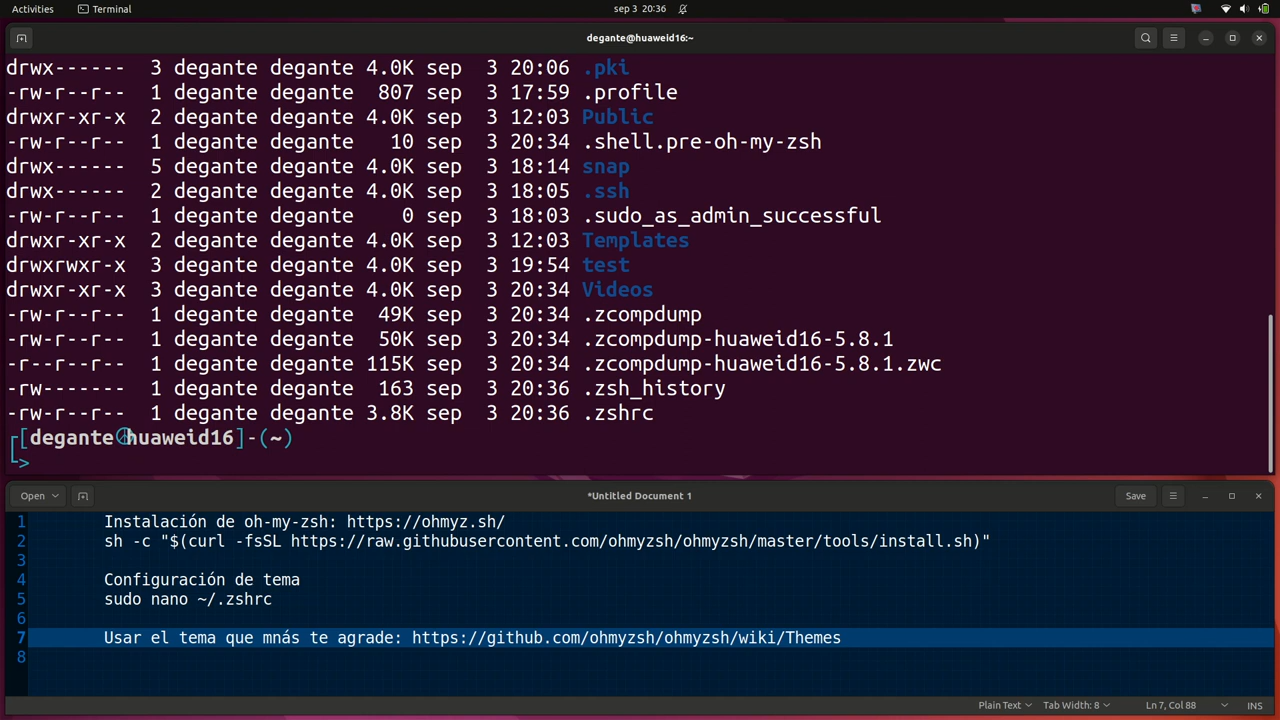 Activities Terminal sep 3 20:36
degante@huaweid16:~
drwx------ 3 degante degante 4.0K sep 3 20:06 .pki
-rw-r--r-- 1 degante degante 807 sep 3 17:59 .profile
drwxr-xr-x 2 degante degante 4.0K sep 3 12:03 Public
-rw-r--r-- 1 degante degante 10 sep 3 20:34 .shell.pre-oh-my-zsh
drwx------ 5 degante degante 4.0K sep 3 18:14 snap
drwx------ 2 degante degante 4.0K sep 3 18:05 .ssh
-rw-r--r-- 1 degante degante 0 sep 3 18:03 .sudo_as_admin_successful
drwxr-xr-x 2 degante degante 4.0K sep 3 12:03 Templates
drwxrwxr-x 3 degante degante 4.0K sep 3 19:54 test
drwxr-xr-x 3 degante degante 4.0K sep 3 20:34 Videos
-rw-r--r-- 1 degante degante 49K sep 3 20:34 .zcompdump
-rw-r--r-- 1 degante degante 50K sep 3 20:34 .zcompdump-huaweid16-5.8.1
-r--r--r-- 1 degante degante 115K sep 3 20:34 .zcompdump-huaweid16-5.8.1.zwc
-rw------- 1 degante degante 163 sep 3 20:36 .zsh_history
-rw-r--r-- 1 degante degante 3.8K sep 3 20:36 .zshrc
┌[degante☮huaweid16]-(~)
└>
Open *Untitled Document 1 Save
1 Instalación de oh-my-zsh: https://ohmyz.sh/
2 sh -c "$(curl -fsSL https://raw.githubusercontent.com/ohmyzsh/ohmyzsh/master/tools/install.sh)"
3
4 Configuración de tema
5 sudo nano ~/.zshrc
6
7 Usar el tema que mnás te agrade: https://github.com/ohmyzsh/ohmyzsh/wiki/Themes
8
Plain Text Tab Width: 8 Ln 7, Col 88 INS